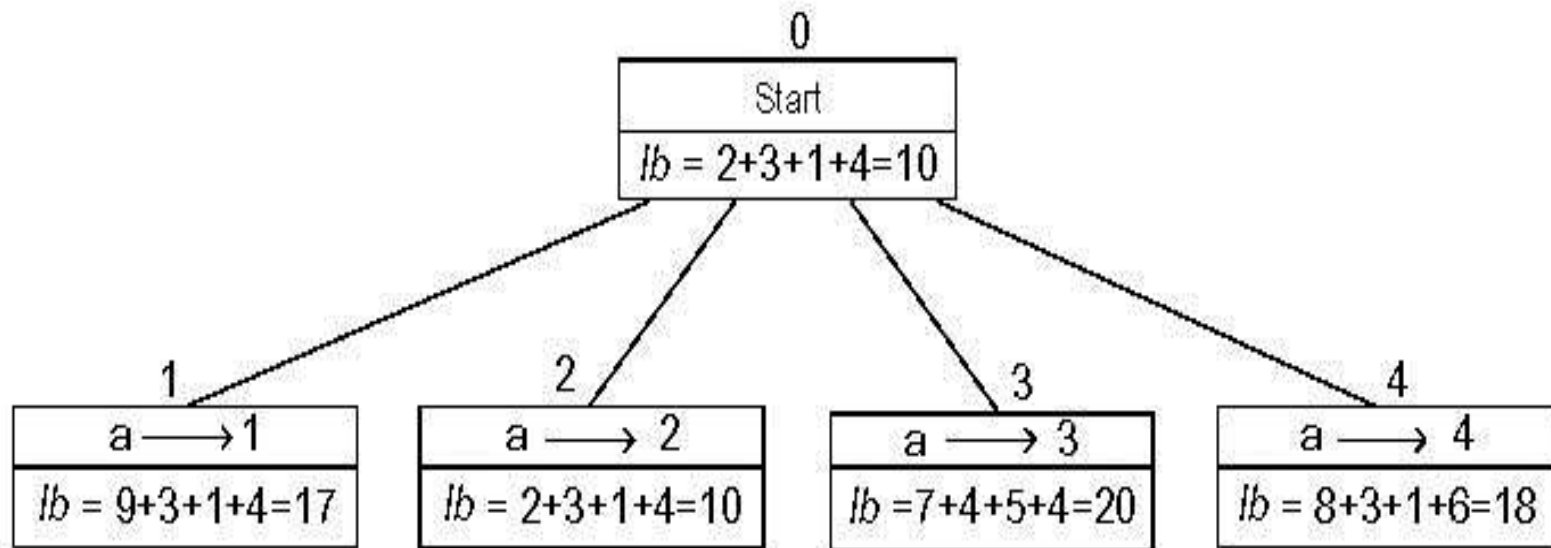 0
Start
lb = 2+3+1+4=10
1
2
3
4
a ⟶ 1
a ⟶ 2
a ⟶ 3
a ⟶ 4
lb = 9+3+1+4=17
lb = 2+3+1+4=10
lb =7+4+5+4=20
lb = 8+3+1+6=18